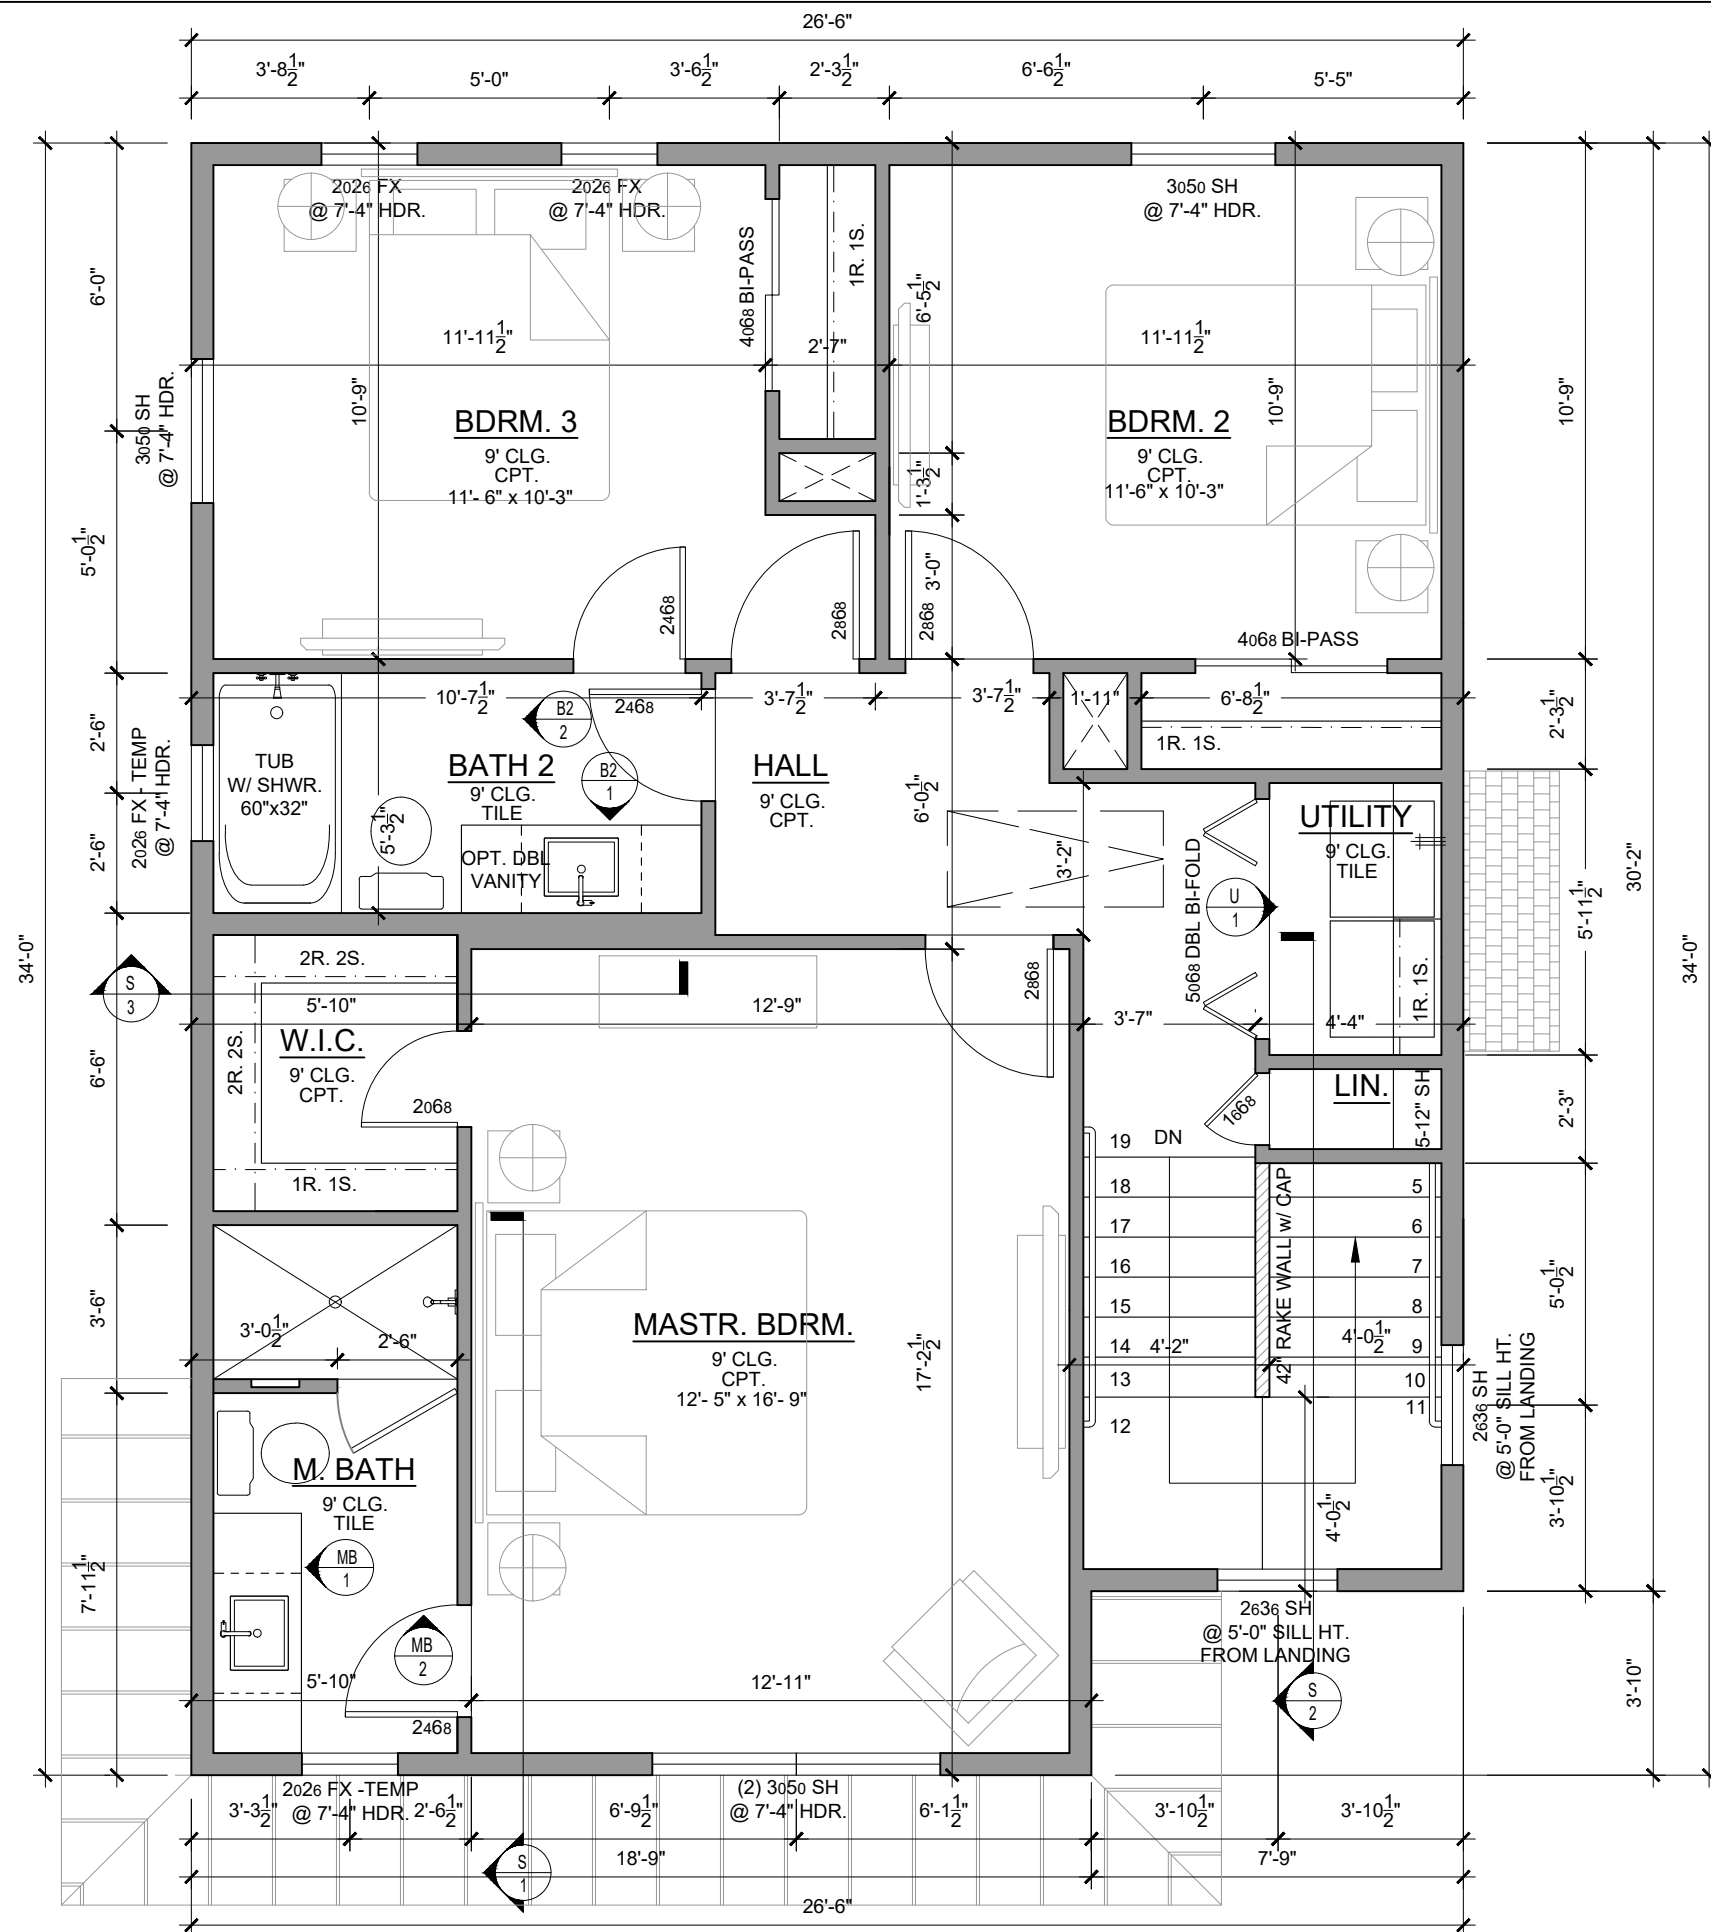 26'-6"
3'-8 1/2"
5'-0"
3'-6 1/2"
2'-3 1/2"
6'-6 1/2"
5'-5"
2026 FX
@ 7'-4" HDR.
2026 FX
@ 7'-4" HDR.
3050 SH
@ 7'-4" HDR.
6'-0"
4068 BI-PASS
1R. 1S.
6'-5 1/2"
11'-11 1/2"
2'-7"
11'-11 1/2"
3050 SH
@ 7'-4" HDR.
10'-9"
10'-9"
10'-9"
BDRM. 3
9' CLG.
CPT.
11'- 6" x 10'-3"
BDRM. 2
9' CLG.
CPT.
11'-6" x 10'-3"
1'-3 1/2"
5'-0 1/2"
3'-0"
2468
2868
2868
4068 BI-PASS
10'-7 1/2"
2468
3'-7 1/2"
3'-7 1/2"
1'-11"
6'-8 1/2"
2'-3 1/2"
B2
2
1R. 1S.
2'-6"
2026 FX - TEMP
@ 7'-4" HDR.
TUB
W/ SHWR.
60"x32"
BATH 2
9' CLG.
TILE
B2
1
HALL
9' CLG.
CPT.
6'-0 1/2"
UTILITY
9' CLG.
TILE
5'-3 1/2"
2'-6"
OPT. DBL
VANITY
3'-2"
5068 DBL BI-FOLD
U
1
30'-2"
5'-11 1/2"
34'-0"
34'-0"
S
3
2R. 2S.
5'-10"
12'-9"
2868
3'-7"
4'-4"
1R. 1S.
W.I.C.
9' CLG.
CPT.
2R. 2S.
6'-6"
2068
LIN.
5-12" SH
1668
2'-3"
19
DN
1R. 1S.
18
17
16
15
14
13
12
5
6
7
8
9
10
11
42" RAKE WALL w/ CAP
4'-2"
4'-0 1/2"
5'-0 1/2"
3'-6"
3'-0 1/2"
2'-6"
MASTR. BDRM.
9' CLG.
CPT.
12'- 5" x 16'- 9"
17'-2 1/2"
2636 SH
@ 5'-0" SILL HT.
FROM LANDING
M. BATH
9' CLG.
TILE
4'-0 1/2"
3'-10 1/2"
MB
1
7'-11 1/2"
MB
2
2636 SH
@ 5'-0" SILL HT.
FROM LANDING
5'-10"
12'-11"
S
2
3'-10"
2468
2026 FX -TEMP
@ 7'-4" HDR.
(2) 3050 SH
@ 7'-4" HDR.
3'-3 1/2"
2'-6 1/2"
6'-9 1/2"
6'-1 1/2"
3'-10 1/2"
3'-10 1/2"
S
1
18'-9"
7'-9"
26'-6"